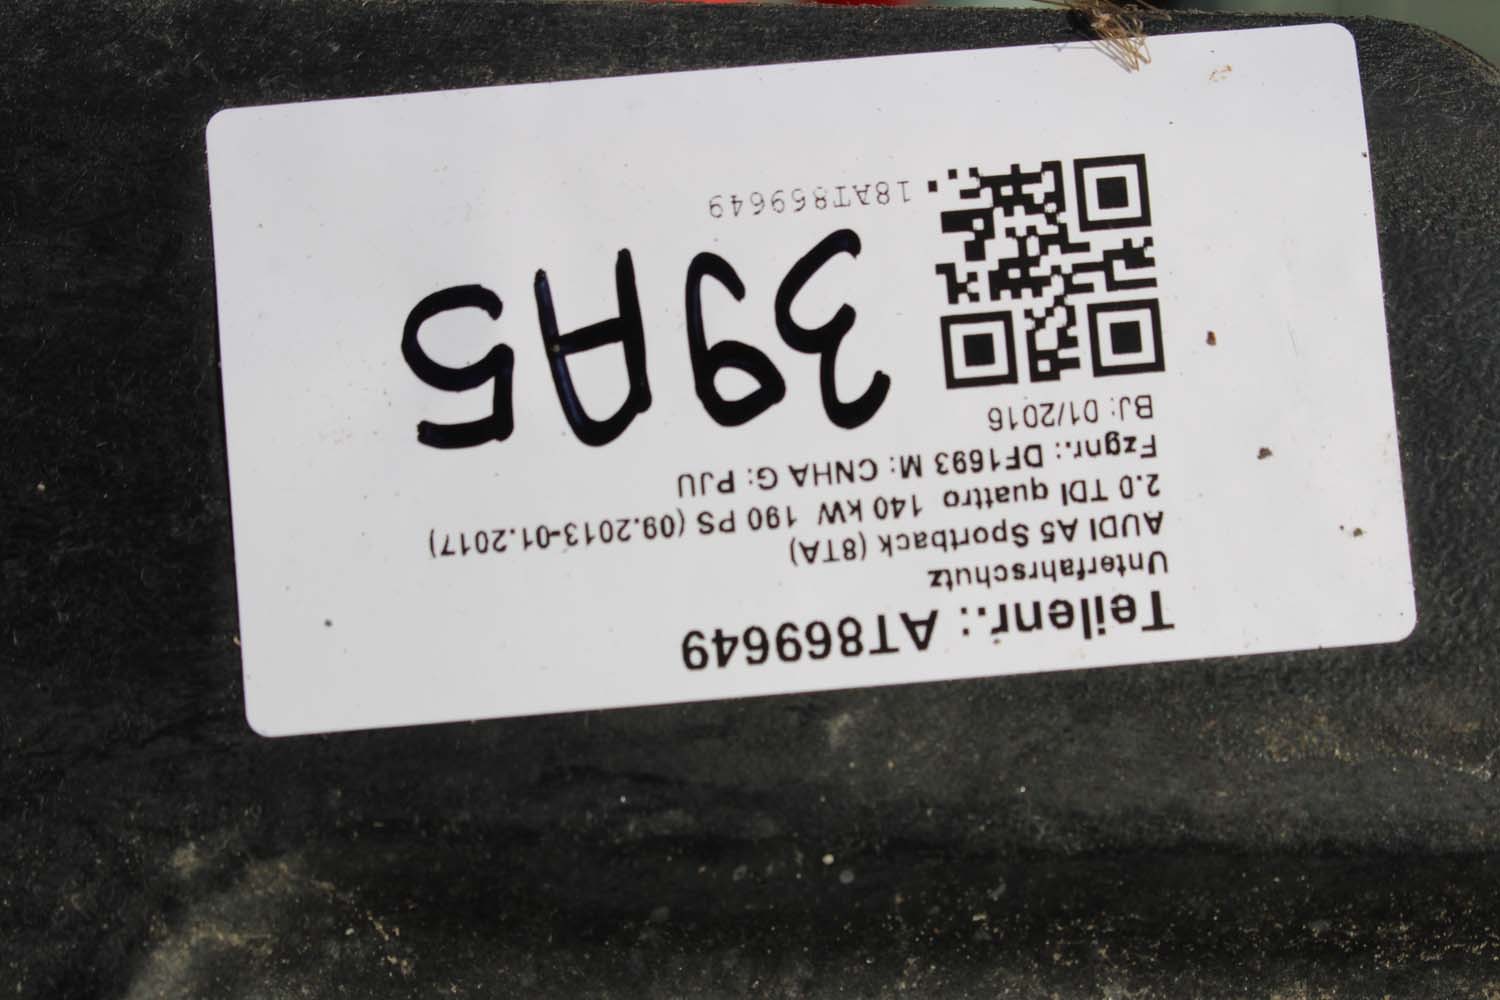 Teilenr.: AT869649
Unterfahrschutz
AUDI A5 Sportback (8TA)
2.0 TDI quattro 140 kW 190 PS (09.2013-01.2017)
Fzgnr.: DF1693 M: CNHA G: PJU
BJ: 01/2016
39A5
18AT869649